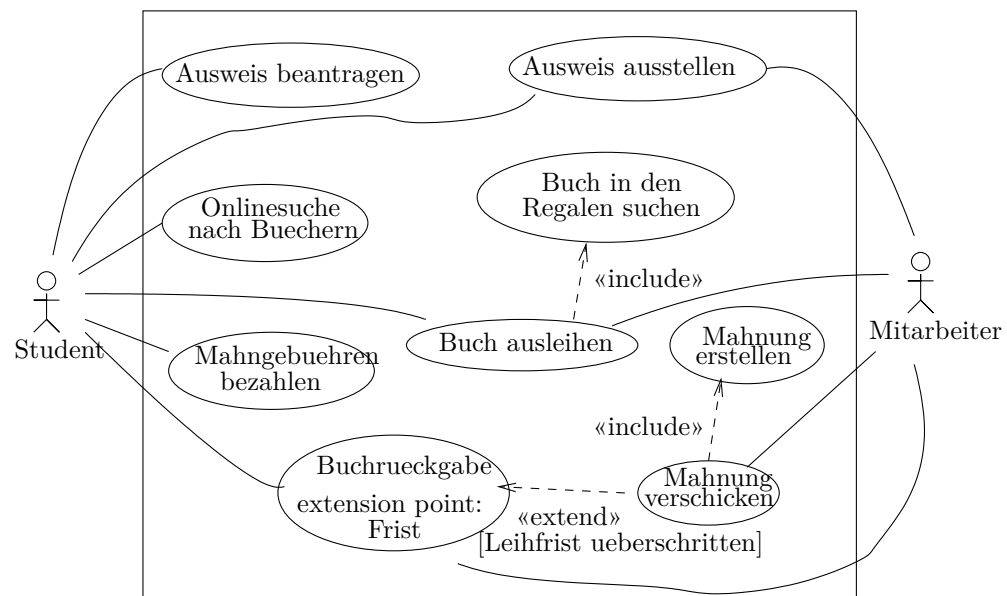 Ausweis beantragen
Ausweis ausstellen
Buch in den
Regalen suchen
Onlinesuche
nach Buechern
«include»
Student
Mitarbeiter
Buch ausleihen
Mahnung
erstellen
Mahngebuehren
bezahlen
«include»
Buchrueckgabe
extension point:
Frist
Mahnung
verschicken
«extend»
[Leihfrist ueberschritten]